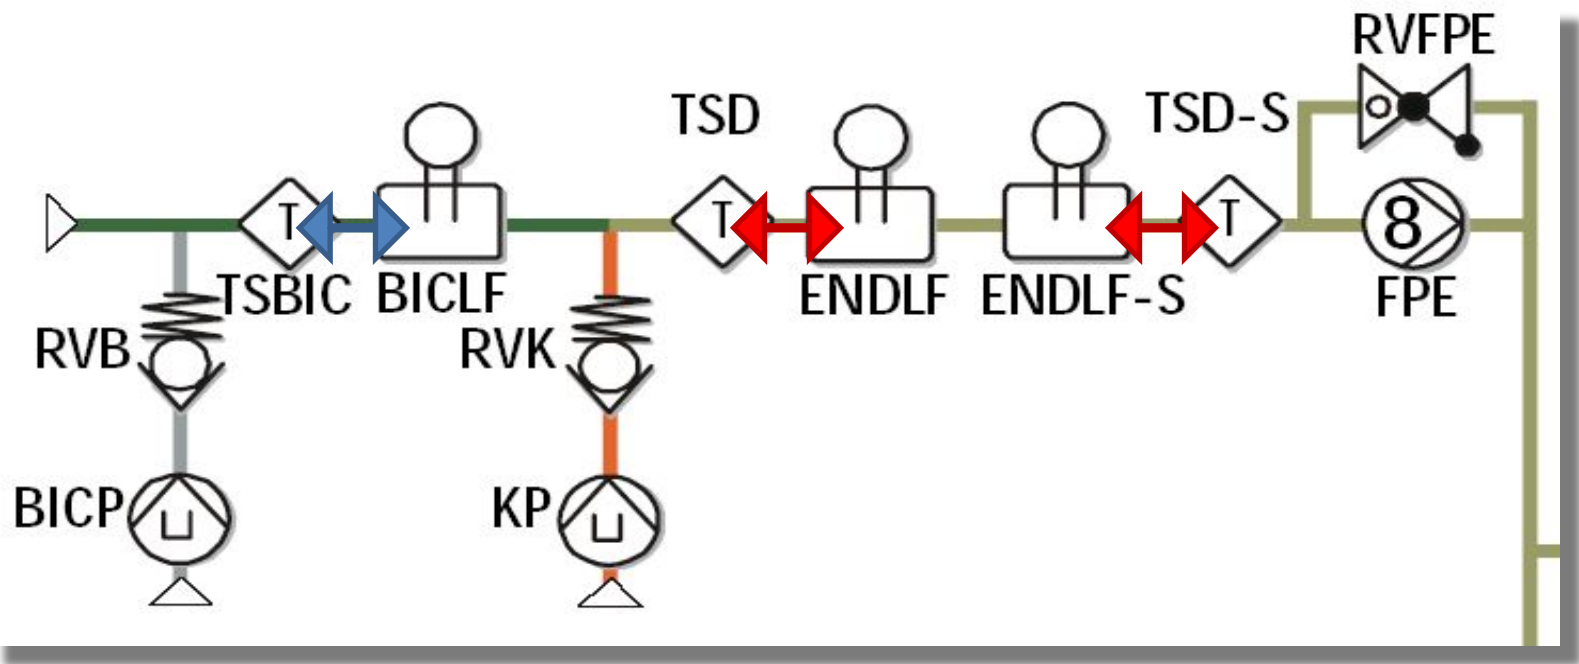 RVFPE
TSD
TSD-S
T
T
T
8
TSBIC
BICLF
ENDLF
ENDLF-S
FPE
RVB
RVK
BICP
KP